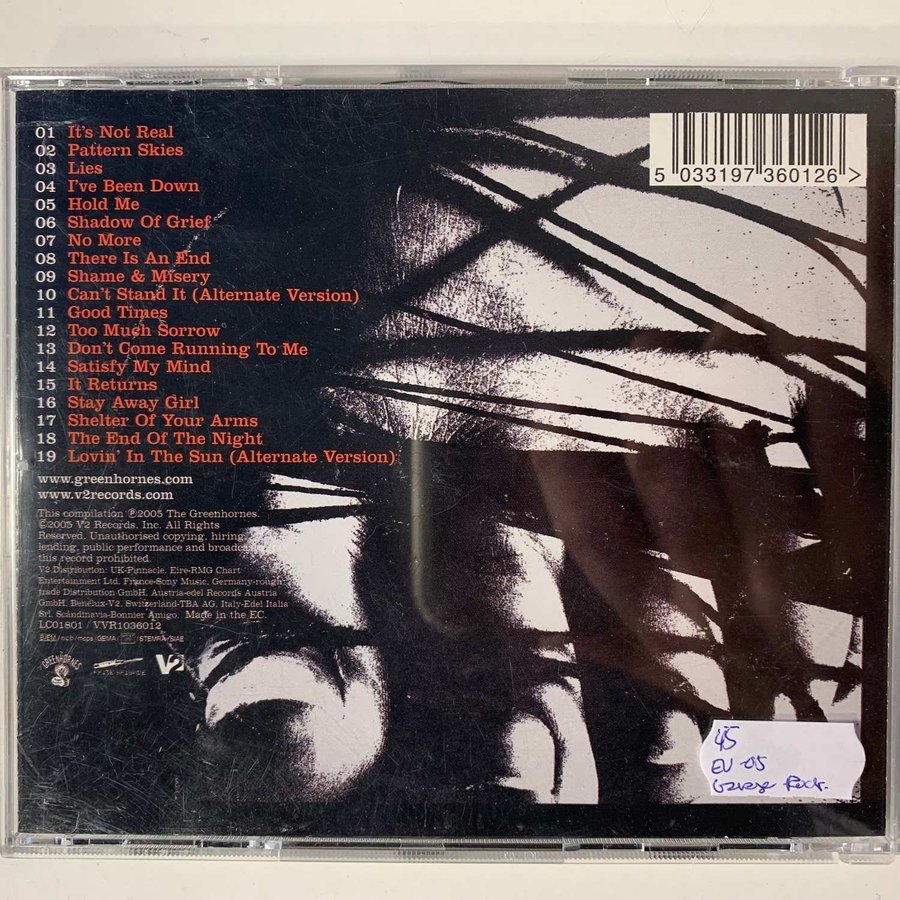 01 It's Not Real
02 Pattern Skies
03 Lies
04 I've Been Down
05 Hold Me
06 Shadow Of Grief
07 No More
08 There Is An End
09 Shame & Misery
10 Can't Stand It (Alternate Version)
11 Good Times
12 Too Much Sorrow
13 Don't Come Running To Me
14 Satisfy My Mind
15 It Returns
16 Stay Away Girl
17 Shelter Of Your Arms
18 The End Of The Night
19 Lovin' In The Sun (Alternate Version)
5 033197 360126 >
www.greenhornes.com
www.v2records.com
This compilation ℗2005 The Greenhornes.
©2005 V2 Records, Inc. All Rights
Reserved. Unauthorised copying, hiring,
lending, public performance and broadcast
this record prohibited.
V2 Distribution: UK-Pinnacle, Eire-RMG Chart
Entertainment Ltd, France-Sony Music, Germany-rough
trade Distribution GmbH, Austria-edel Records Austria
GmbH, Benelux-V2, Switzerland-TBA AG, Italy-Edel Italia
Srl, Scandinavia-Bonnier Amigo. Made in the EC.
LC01801 / VVR1036012
BIEM / ncb / mcps / GEMA / STEMRA / SIAE
GREENHORNES
V2
45
EU -05
Garage Rock.